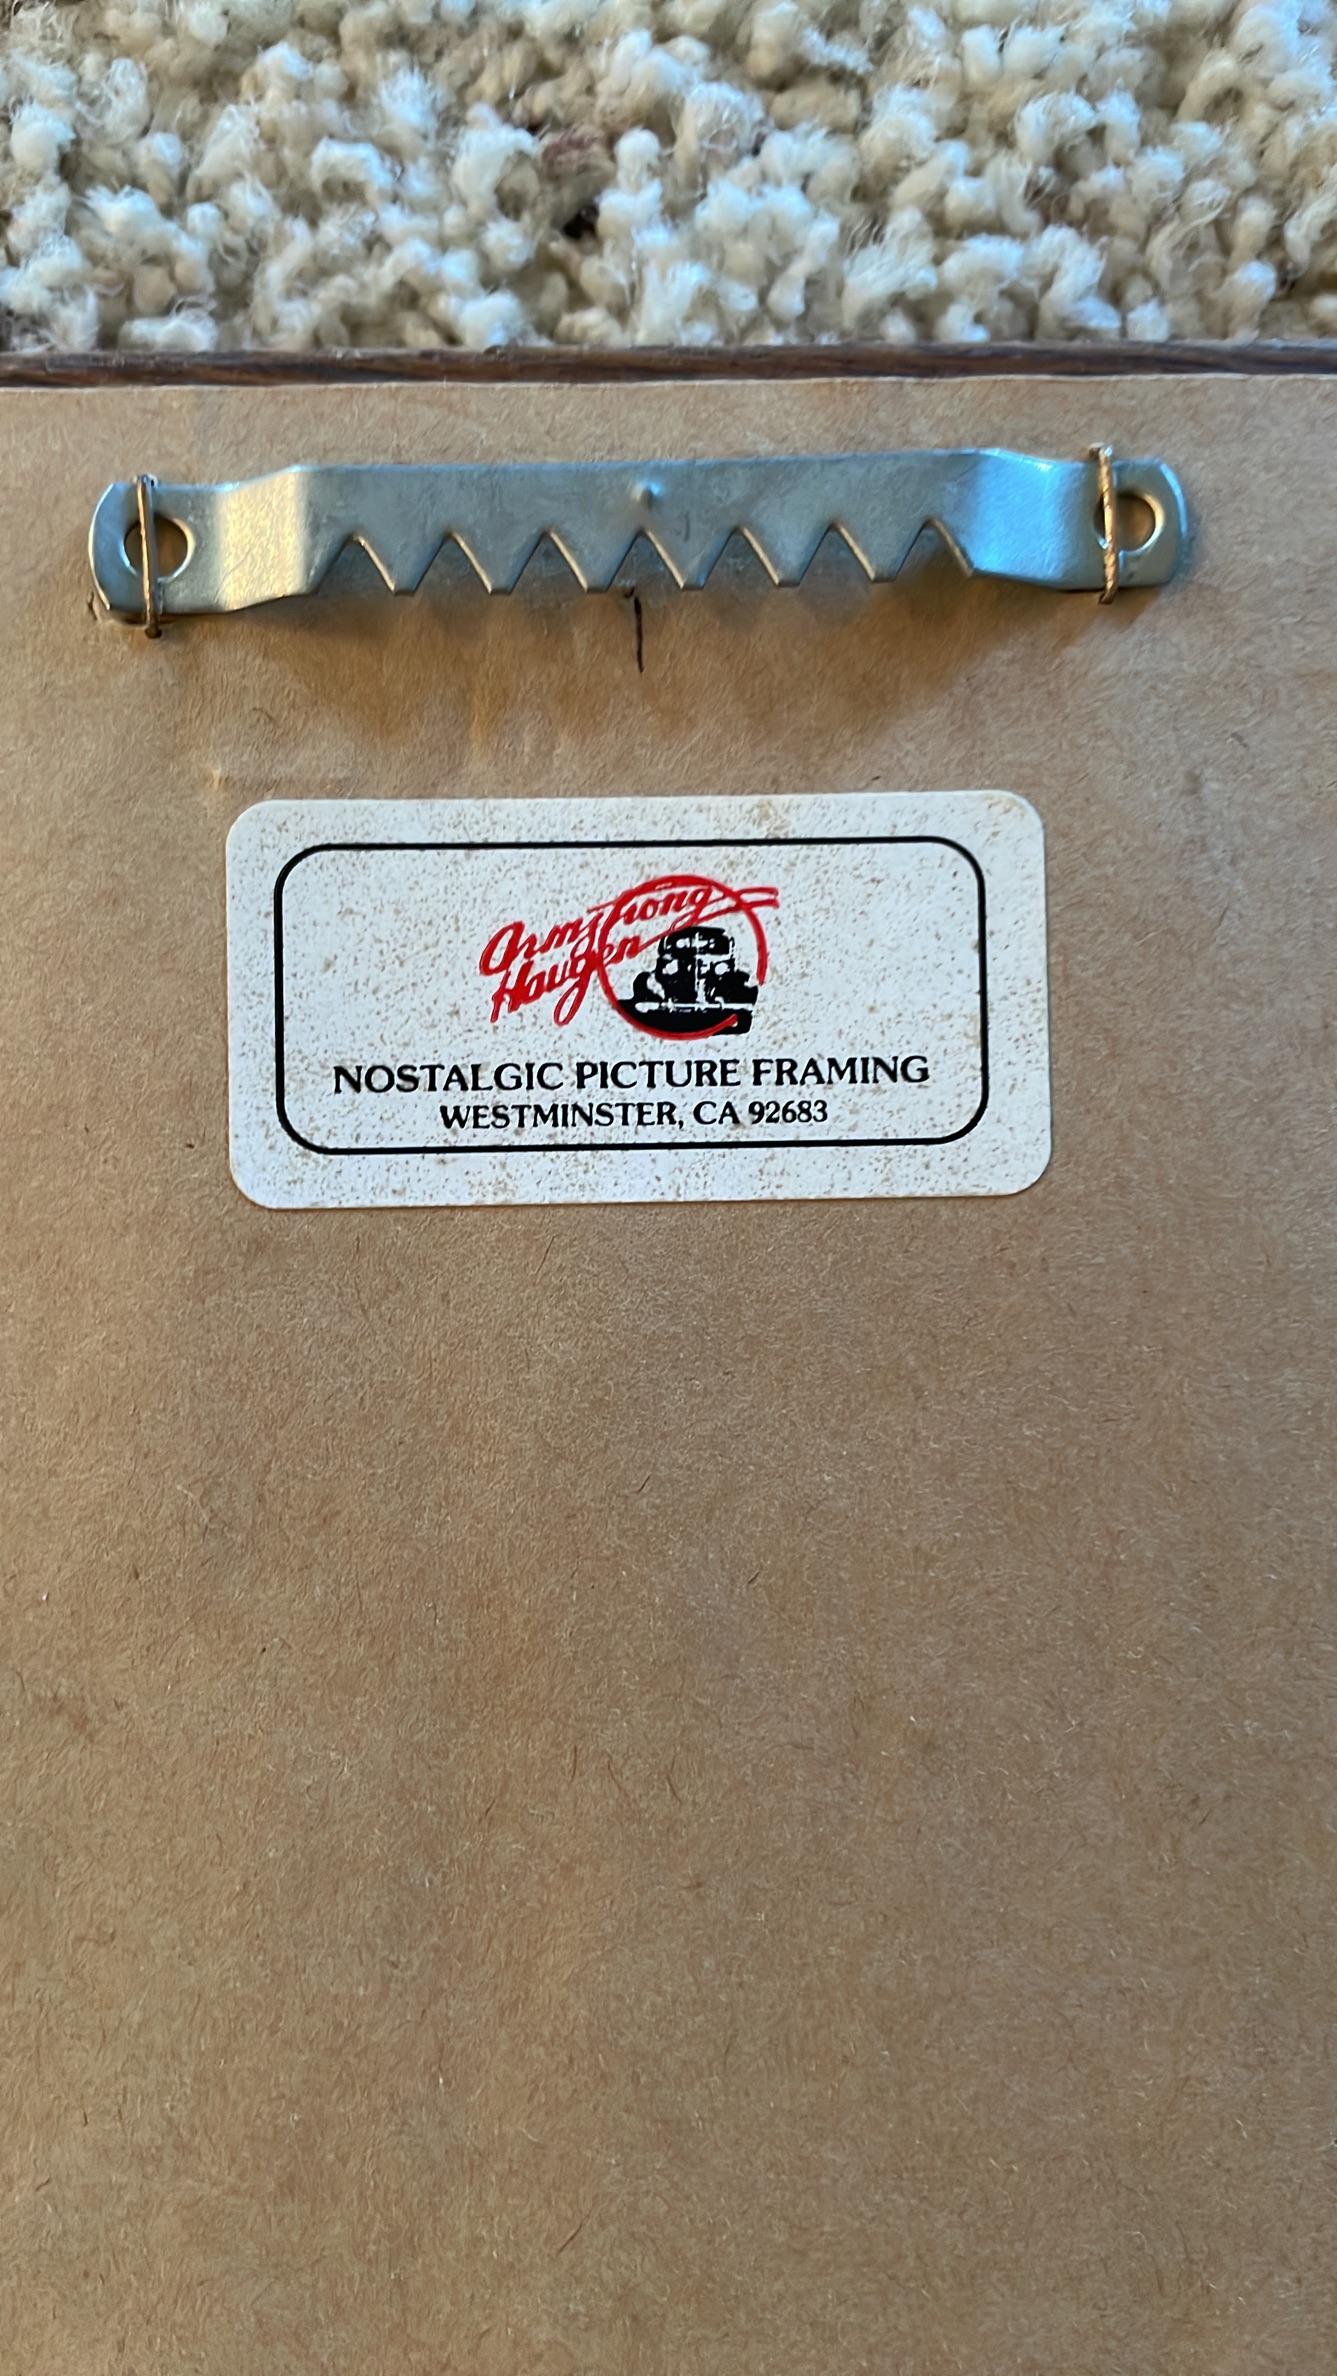 Armstrong
Haugen
NOSTALGIC PICTURE FRAMING
WESTMINSTER, CA 92683